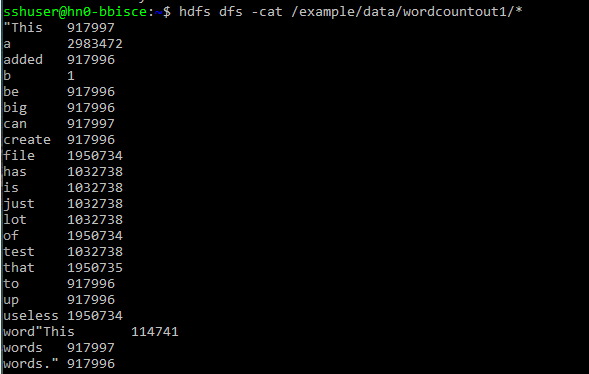 sshuser@hn0-bbisce:~$ hdfs dfs -cat /example/data/wordcountout1/*
"This 917997
a 2983472
added 917996
b 1
be 917996
big 917996
can 917997
create 917996
file 1950734
has 1032738
is 1032738
just 1032738
lot 1032738
of 1950734
test 1032738
that 1950735
to 917996
up 917996
useless 1950734
word"This 114741
words 917997
words." 917996